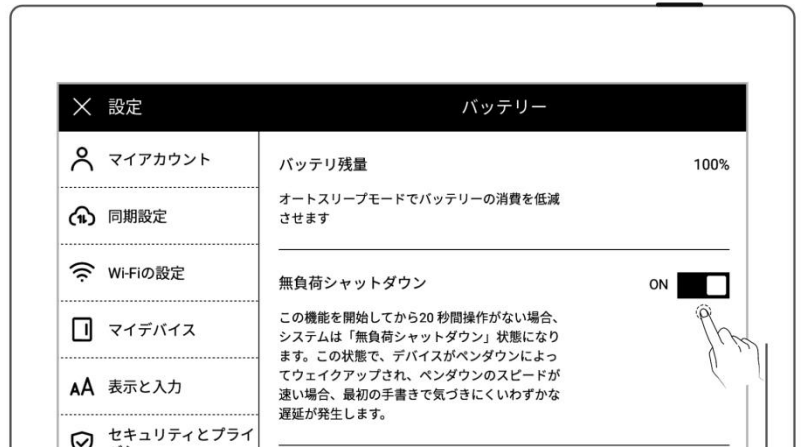 設定
バッテリー
マイアカウント
バッテリ残量
100%
オートスリープモードでバッテリーの消費を低減
させます
同期設定
Wi-Fiの設定
無負荷シャットダウン
ON
この機能を開始してから20 秒間操作がない場合、
システムは「無負荷シャットダウン」状態になり
ます。この状態で、デバイスがペンダウンによっ
てウェイクアップされ、ペンダウンのスピードが
速い場合、最初の手書きで気づきにくいわずかな
遅延が発生します。
マイデバイス
AA 表示と入力
セキュリティとプライ